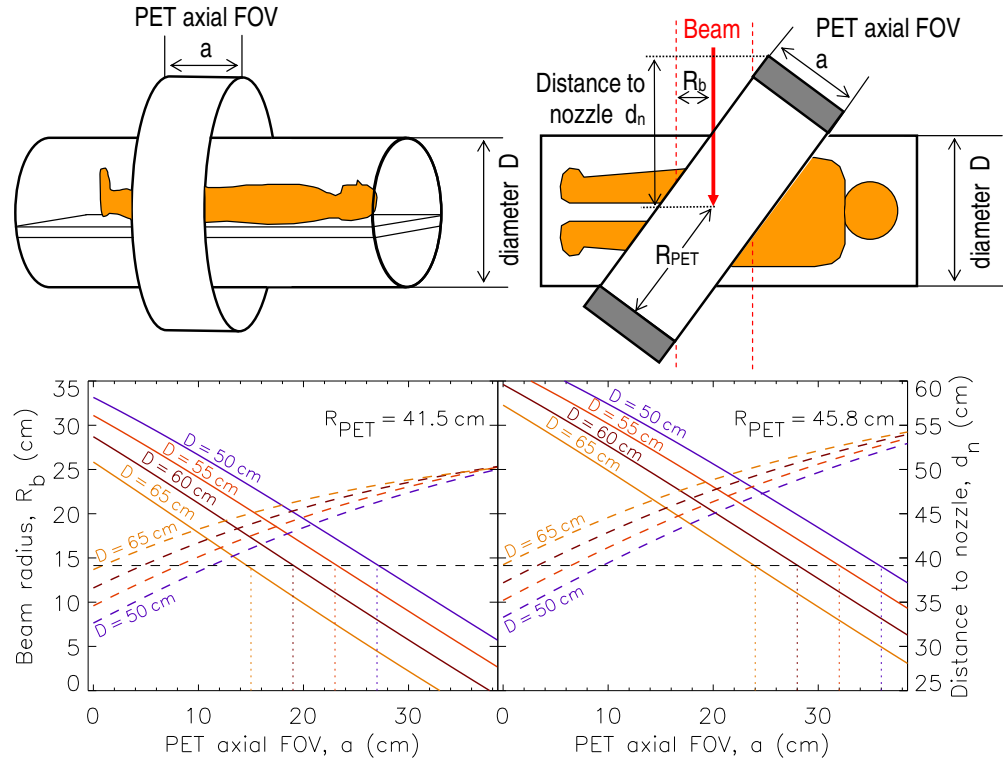 PET axial FOV
a
diameter D
Beam
PET axial FOV
a
Distance to
nozzle dn
Rb
RPET
diameter D
35
30
25
20
15
10
5
0
Beam radius, Rb (cm)
D = 50 cm
D = 55 cm
D = 60 cm
D = 65 cm
D = 65 cm
D = 50 cm
RPET = 41.5 cm
0
10
20
30
PET axial FOV, a (cm)
D = 50 cm
D = 55 cm
D = 60 cm
D = 65 cm
D = 65 cm
D = 50 cm
RPET = 45.8 cm
0
10
20
30
PET axial FOV, a (cm)
60
55
50
45
40
35
30
25
Distance to nozzle, dn (cm)